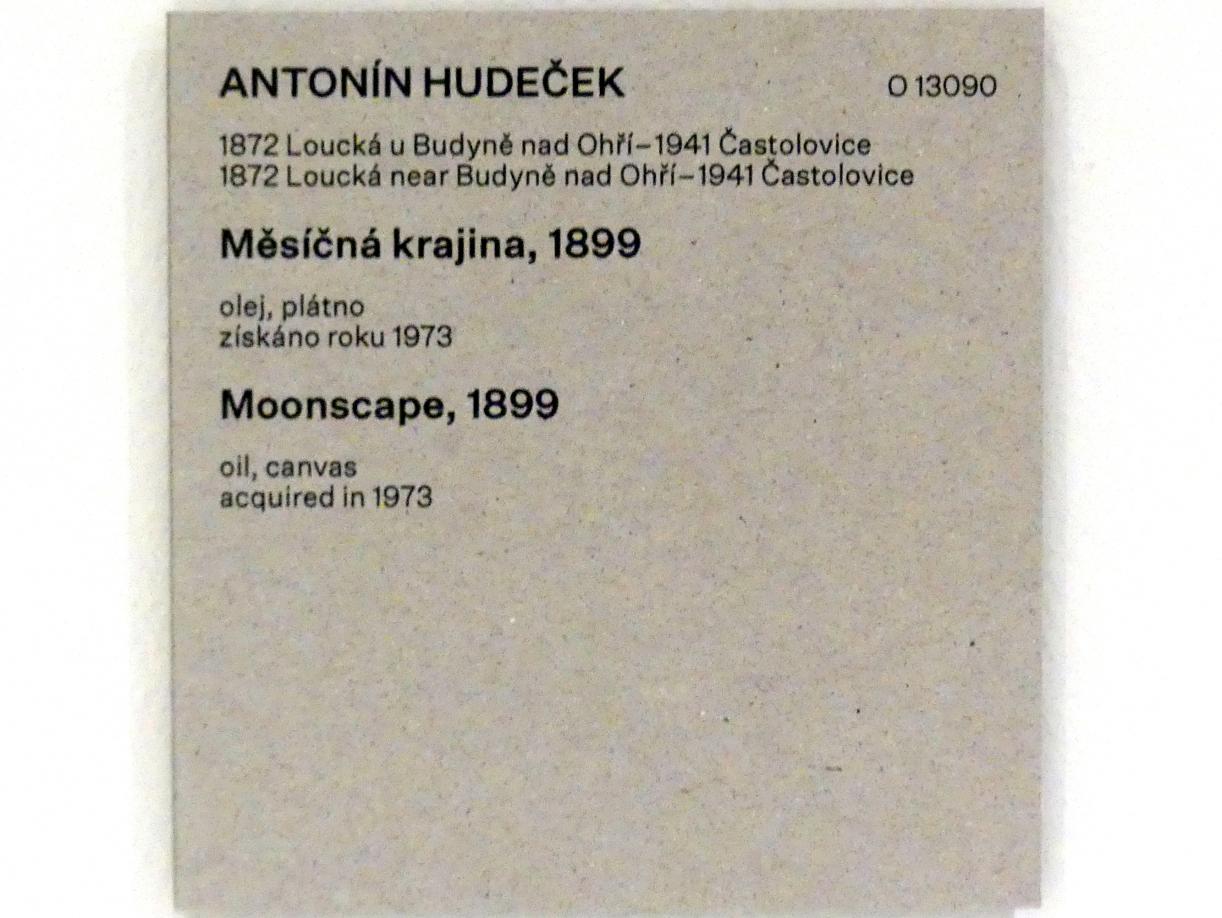 ANTONÍN HUDEČEK O 13090
1872 Loucká u Budyně nad Ohří–1941 Častolovice
1872 Loucká near Budyně nad Ohří–1941 Častolovice
Měsíčná krajina, 1899
olej, plátno
získáno roku 1973
Moonscape, 1899
oil, canvas
acquired in 1973